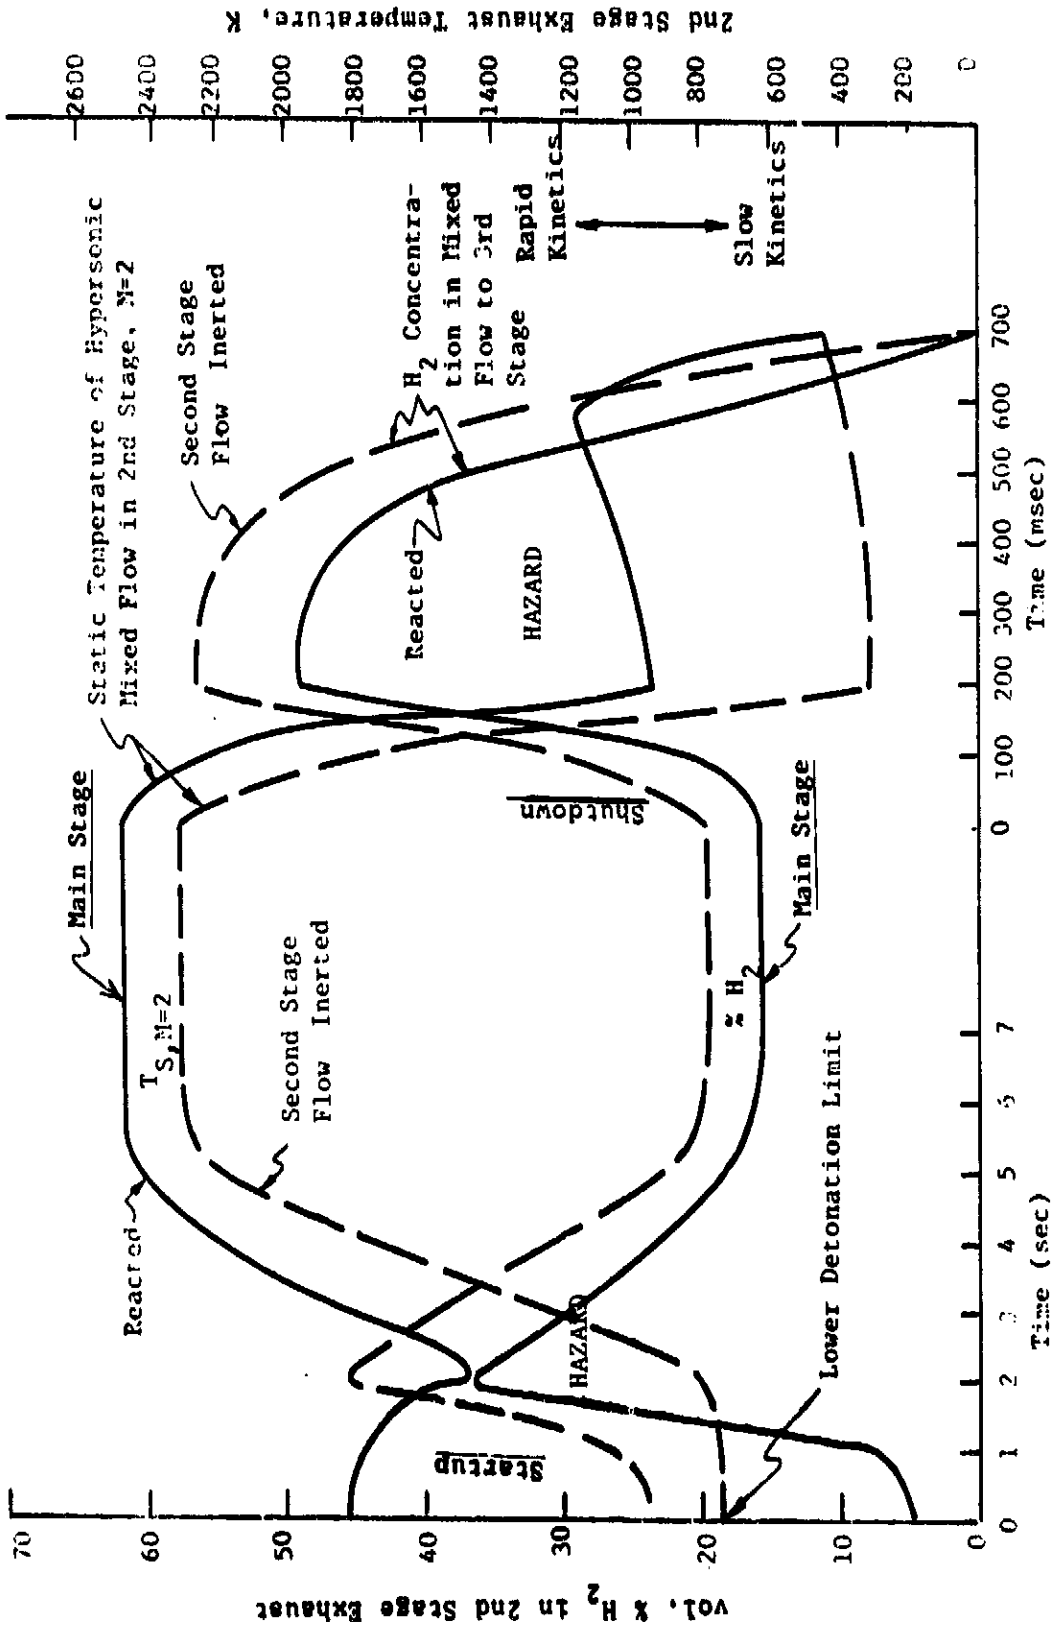 vol. % H2 in 2nd Stage Exhaust
70
60
50
40
30
20
10
0
2nd Stage Exhaust Temperature, K
2600
2400
2200
2000
1800
1600
1400
1200
1000
800
600
400
200
0
Static Temperature of Hypersonic
Mixed Flow in 2nd Stage, M=2
Main Stage
Second Stage
Flow Inerted
Reacted
TS,M=2
Second Stage
Flow Inerted
H2 Concentra-
tion in Mixed
Flow to 3rd
Stage
Reacted
HAZARD
Rapid
Kinetics
Slow
Kinetics
Startup
Shutdown
HAZARD
% H2
Main Stage
Lower Detonation Limit
0
1
2
3
4
5
6
7
Time (sec)
0
100
200
300
400
500
600
700
Time (msec)